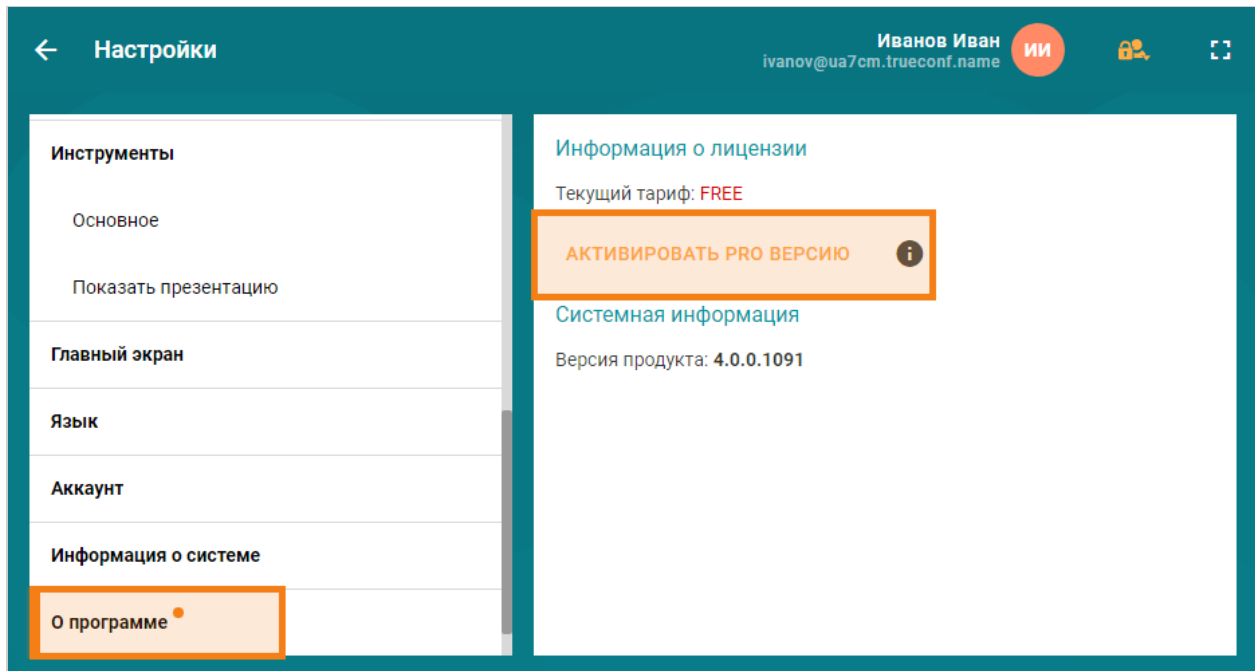 Настройки
Иванов Иван
ivanov@ua7cm.trueconf.name
ИИ
Инструменты
Основное
Показать презентацию
Главный экран
Язык
Аккаунт
Информация о системе
О программе
Информация о лицензии
Текущий тариф: FREE
АКТИВИРОВАТЬ PRO ВЕРСИЮ
Системная информация
Версия продукта: 4.0.0.1091